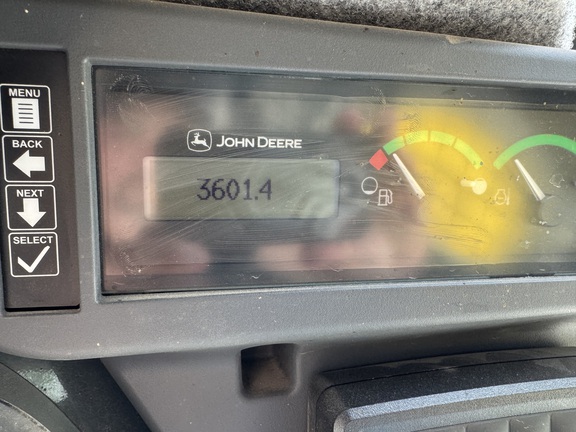 MENU
BACK
NEXT
SELECT
JOHN DEERE
3601.4